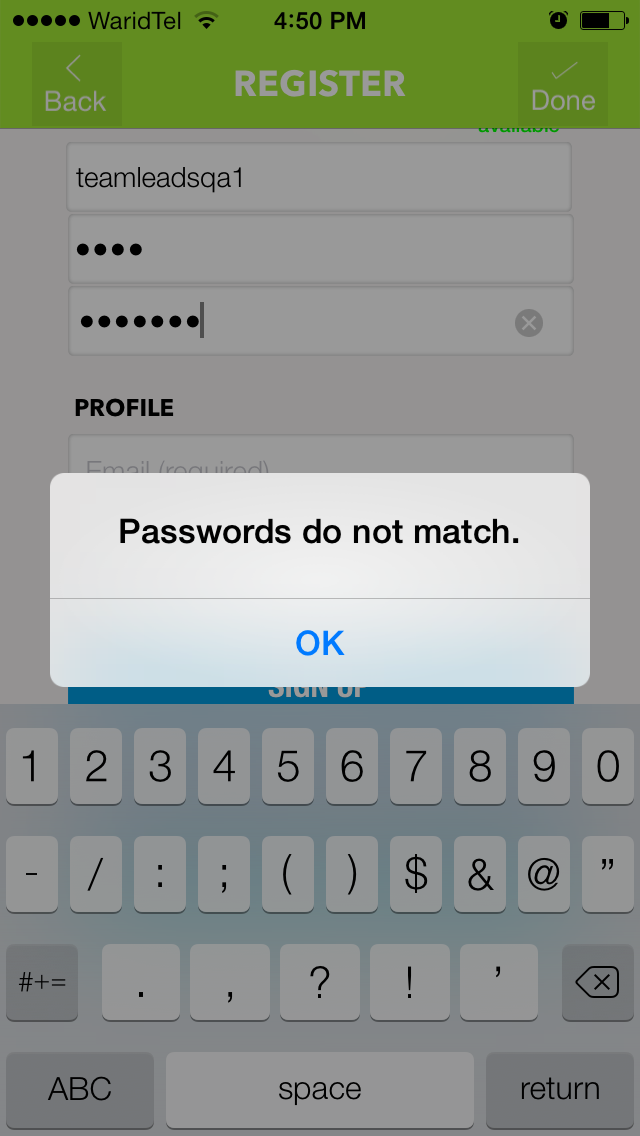 WaridTel 4:50 PM
Back REGISTER Done
available
teamleadsqa1
••••
•••••••
PROFILE
Email (required)
Passwords do not match.
OK
SIGN UP
1 2 3 4 5 6 7 8 9 0
- / : ; ( ) $ & @ ”
#+= . , ? ! ’
ABC space return